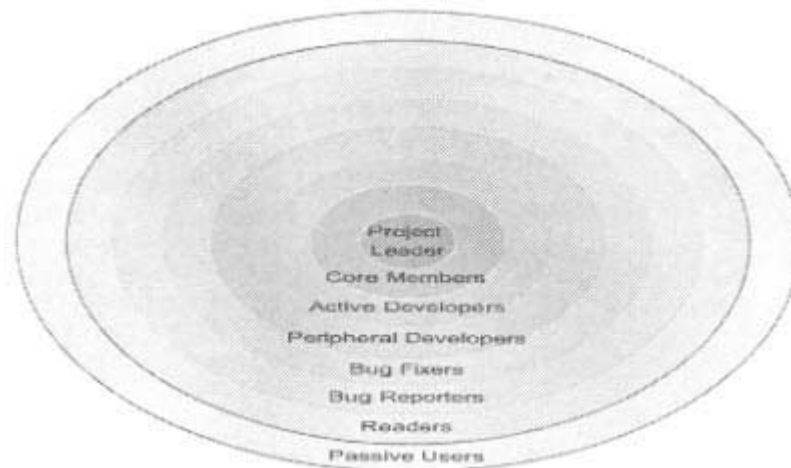 Project
Leader
Core Members
Active Developers
Peripheral Developers
Bug Fixers
Bug Reporters
Readers
Passive Users